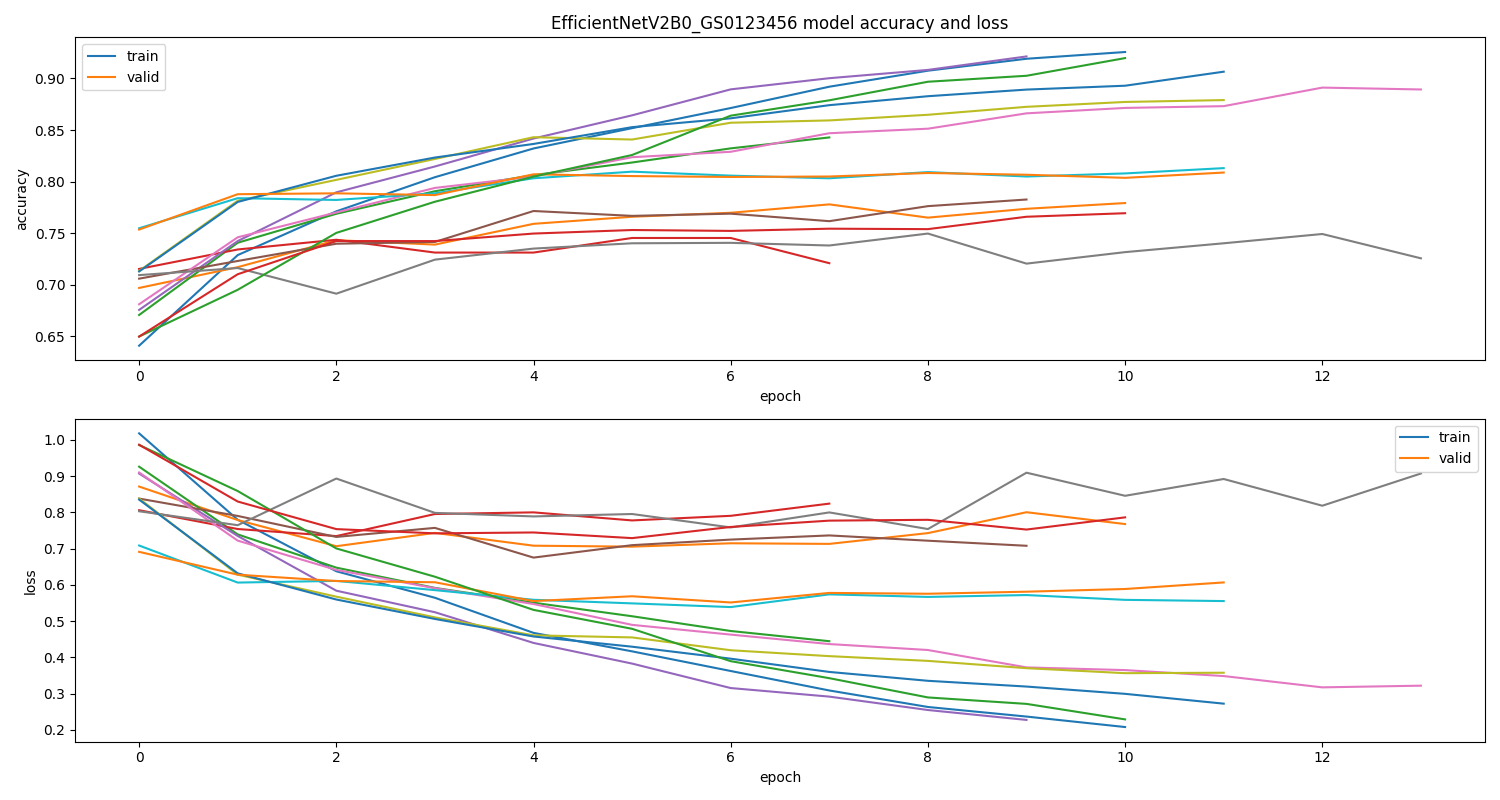 EfficientNetV2B0_GS0123456 model accuracy and loss
train
valid
accuracy
0.90
0.85
0.80
0.75
0.70
0.65
0 2 4 6 8 10 12
epoch
train
valid
loss
1.0
0.9
0.8
0.7
0.6
0.5
0.4
0.3
0.2
0 2 4 6 8 10 12
epoch